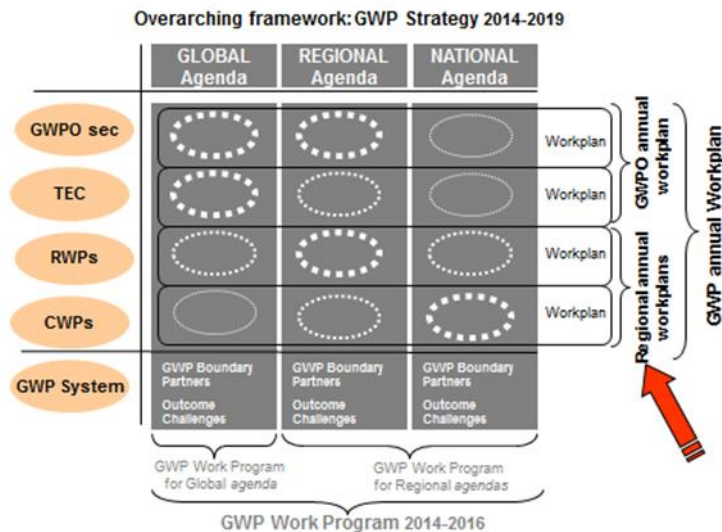 Overarching framework: GWP Strategy 2014-2019
GLOBAL
Agenda
REGIONAL
Agenda
NATIONAL
Agenda
GWPO sec
Workplan
TEC
Workplan
RWPs
Workplan
CWPs
Workplan
GWPO annual
workplan
Regional annual
workplans
GWP annual Workplan
GWP System
GWP Boundary
Partners
Outcome
Challenges
GWP Boundary
Partners
Outcome
Challenges
GWP Boundary
Partners
Outcome
Challenges
GWP Work Program
for Global agenda
GWP Work Program
for Regional agendas
GWP Work Program 2014-2016